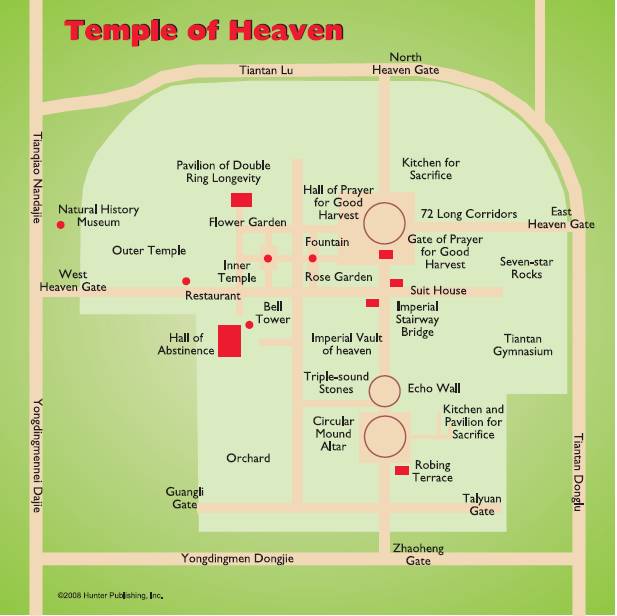 Temple of Heaven
North
Heaven Gate
Tiantan Lu
Tianqiao Nandajie
Pavilion of Double
Ring Longevity
Kitchen for
Sacrifice
Hall of Prayer
for Good
Harvest
Natural History
Museum
Flower Garden
72 Long Corridors
East
Heaven Gate
Outer Temple
Fountain
Gate of Prayer
for Good
Harvest
Seven-star
Rocks
West
Heaven Gate
Inner
Temple
Rose Garden
Restaurant
Suit House
Bell
Tower
Imperial
Stairway
Bridge
Hall of
Abstinence
Imperial Vault
of heaven
Tiantan
Gymnasium
Triple-sound
Stones
Echo Wall
Yongdingmennei Dajie
Circular
Mound
Altar
Kitchen and
Pavilion for
Sacrifice
Tiantan Donglu
Orchard
Robing
Terrace
Guangli
Gate
Talyuan
Gate
Yongdingmen Dongjie
Zhaoheng
Gate
©2008 Hunter Publishing, Inc.